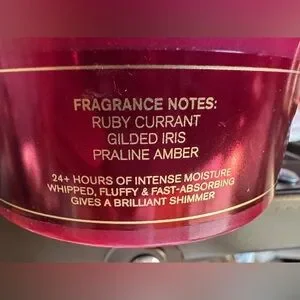 FRAGRANCE NOTES:
RUBY CURRANT
GILDED IRIS
PRALINE AMBER
24+ HOURS OF INTENSE MOISTURE
WHIPPED, FLUFFY & FAST-ABSORBING
GIVES A BRILLIANT SHIMMER